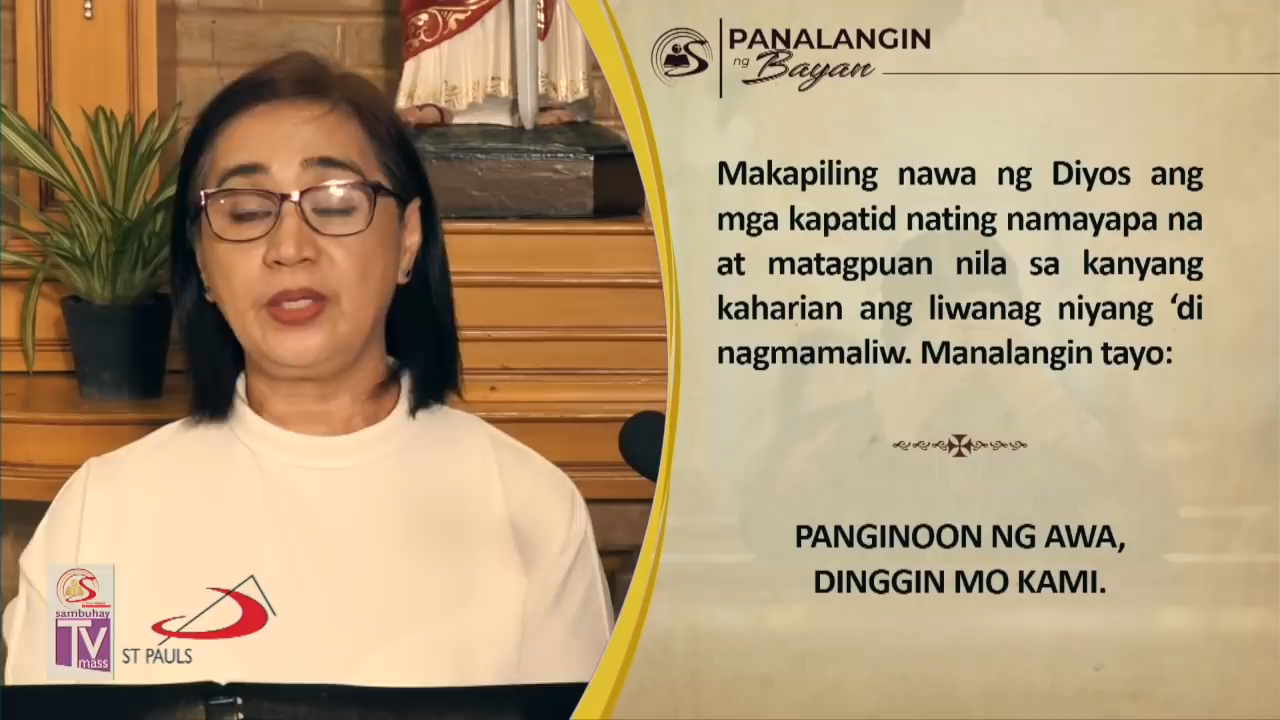 PANALANGIN
ng Bayan
Makapiling nawa ng Diyos ang
mga kapatid nating namayapa na
at matagpuan nila sa kanyang
kaharian ang liwanag niyang ‘di
nagmamaliw. Manalangin tayo:
PANGINOON NG AWA,
DINGGIN MO KAMI.
sambuhay
TV
mass
ST PAULS